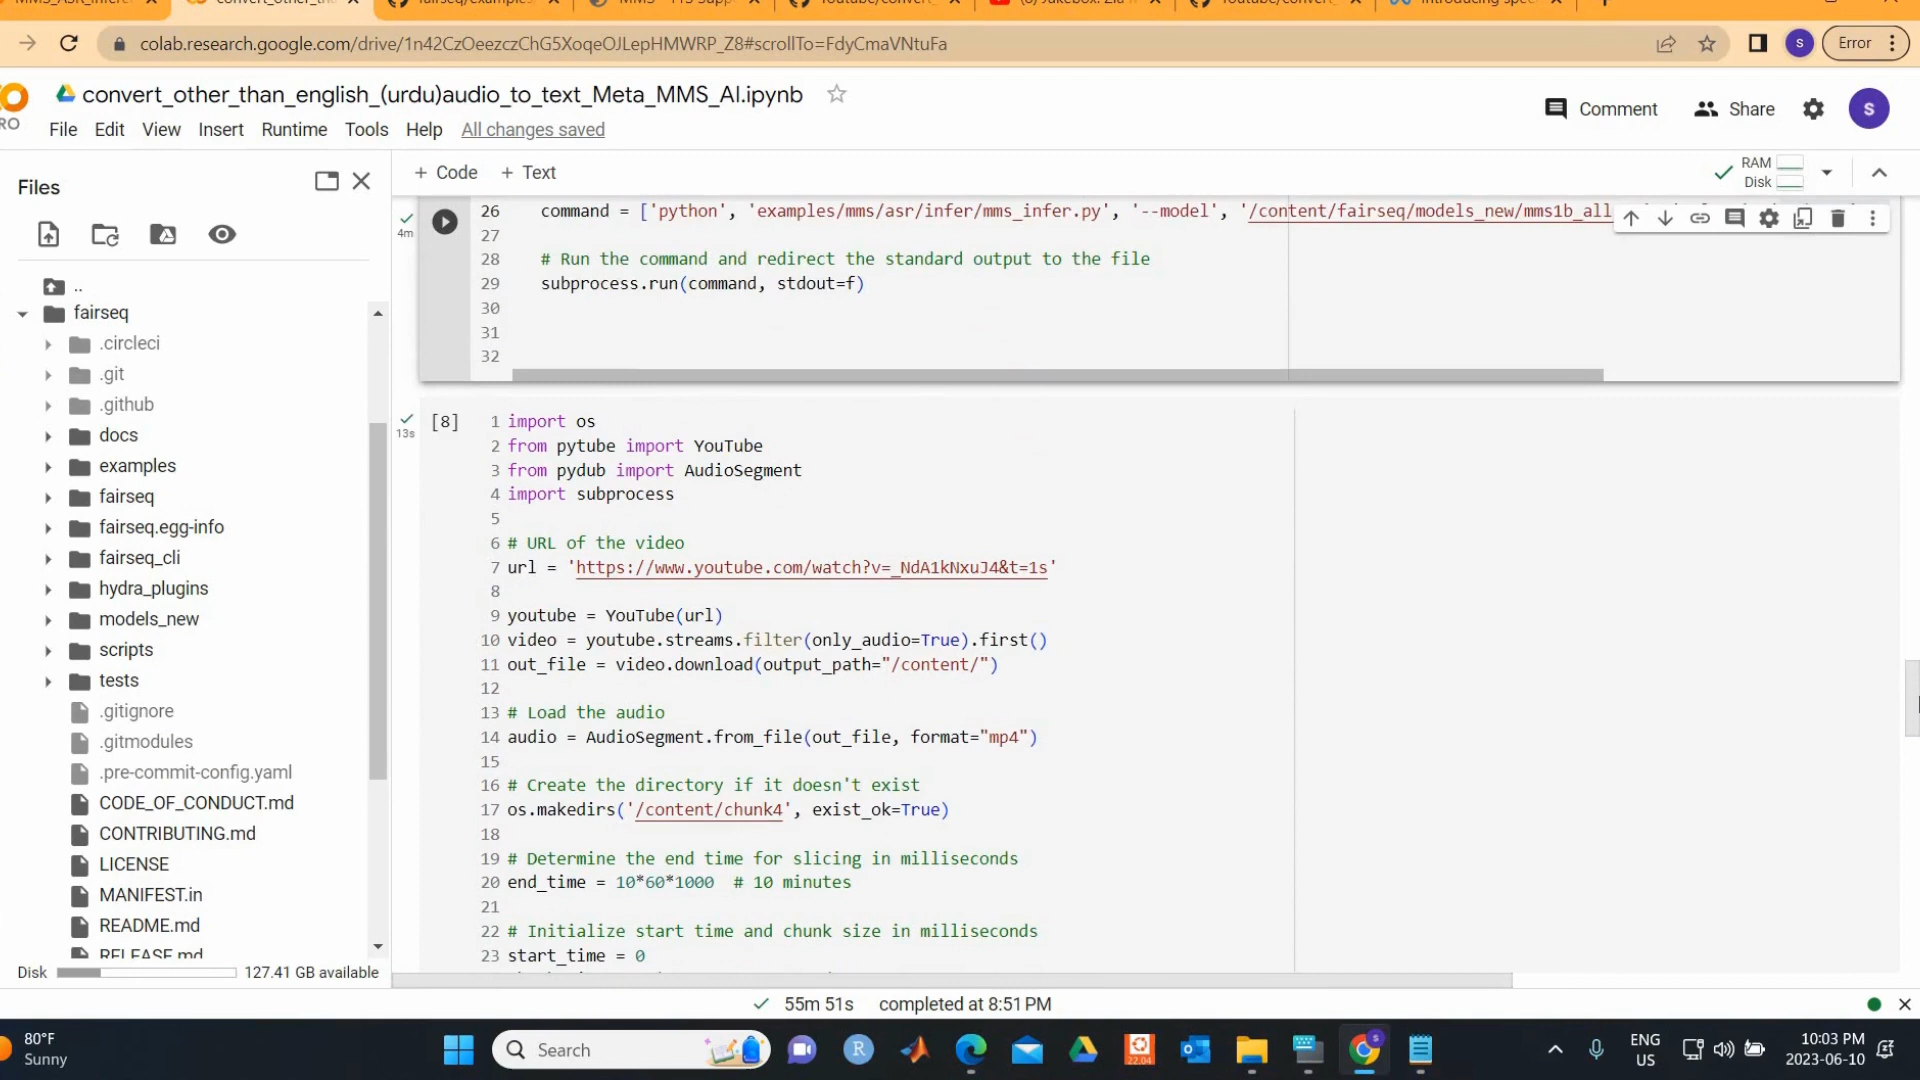 colab.research.google.com/drive/1n42CzOeezczChG5XoqeOJLepHMWRP_Z8#scrollTo=FdyCmaVNtuFa
S
Error
RO
convert_other_than_english_(urdu)audio_to_text_Meta_MMS_AI.ipynb
Comment
Share
S
File Edit View Insert Runtime Tools Help All changes saved
Files
+ Code + Text
RAM
Disk
..
fairseq
.circleci
.git
.github
docs
examples
fairseq
fairseq.egg-info
fairseq_cli
hydra_plugins
models_new
scripts
tests
.gitignore
.gitmodules
.pre-commit-config.yaml
CODE_OF_CONDUCT.md
CONTRIBUTING.md
LICENSE
MANIFEST.in
README.md
RELEASE.md
Disk 127.41 GB available
4m
26 command = ['python', 'examples/mms/asr/infer/mms_infer.py', '--model', '/content/fairseq/models_new/mms1b_all
27
28 # Run the command and redirect the standard output to the file
29 subprocess.run(command, stdout=f)
30
31
32
13s
[8]
1 import os
2 from pytube import YouTube
3 from pydub import AudioSegment
4 import subprocess
5
6 # URL of the video
7 url = 'https://www.youtube.com/watch?v=_NdA1kNxuJ4&t=1s'
8
9 youtube = YouTube(url)
10 video = youtube.streams.filter(only_audio=True).first()
11 out_file = video.download(output_path="/content/")
12
13 # Load the audio
14 audio = AudioSegment.from_file(out_file, format="mp4")
15
16 # Create the directory if it doesn't exist
17 os.makedirs('/content/chunk4', exist_ok=True)
18
19 # Determine the end time for slicing in milliseconds
20 end_time = 10*60*1000 # 10 minutes
21
22 # Initialize start time and chunk size in milliseconds
23 start_time = 0
55m 51s completed at 8:51 PM
80°F
Sunny
Search
22.04
ENG
US
10:03 PM
2023-06-10